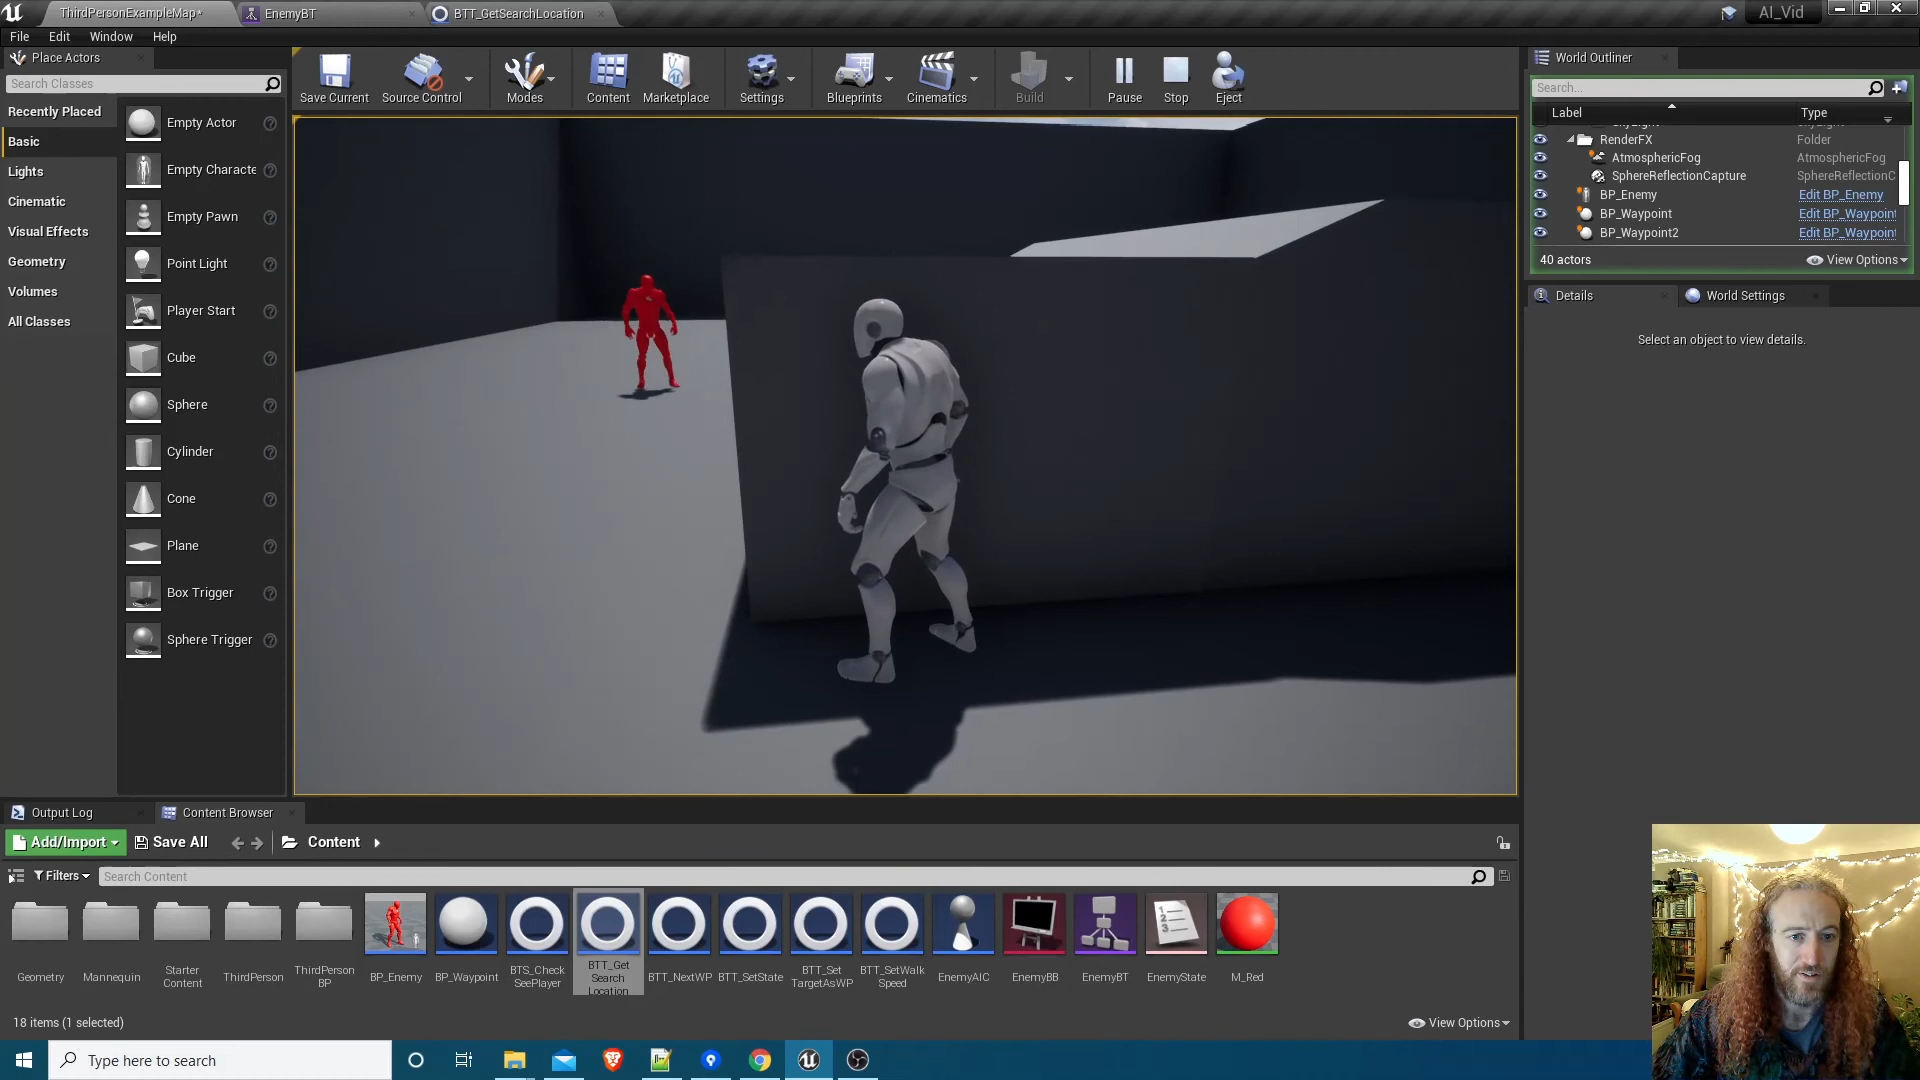 ThirdPersonExampleMap*
EnemyBT
BTT_GetSearchLocation
AI_Vid
File Edit Window Help
Place Actors
Search Classes
Recently Placed
Basic
Lights
Cinematic
Visual Effects
Geometry
Volumes
All Classes
Empty Actor
Empty Characte
Empty Pawn
Point Light
Player Start
Cube
Sphere
Cylinder
Cone
Plane
Box Trigger
Sphere Trigger
Save Current
Source Control
Modes
Content
Marketplace
Settings
Blueprints
Cinematics
Build
Pause
Stop
Eject
World Outliner
Search...
Label Type
RenderFX Folder
AtmosphericFog AtmosphericFog
SphereReflectionCapture SphereReflectionC
BP_Enemy Edit BP_Enemy
BP_Waypoint Edit BP_Waypoint
BP_Waypoint2 Edit BP_Waypoint
40 actors View Options
Details World Settings
Select an object to view details.
Output Log Content Browser
Add/Import Save All Content
Filters Search Content
Geometry
Mannequin
Starter
Content
ThirdPerson
ThirdPerson
BP
BP_Enemy
BP_Waypoint
BTS_Check
SeePlayer
BTT_Get
Search
Location
BTT_NextWP
BTT_SetState
BTT_Set
TargetAsWP
BTT_SetWalk
Speed
EnemyAIC
EnemyBB
EnemyBT
EnemyState
M_Red
18 items (1 selected) View Options
Type here to search